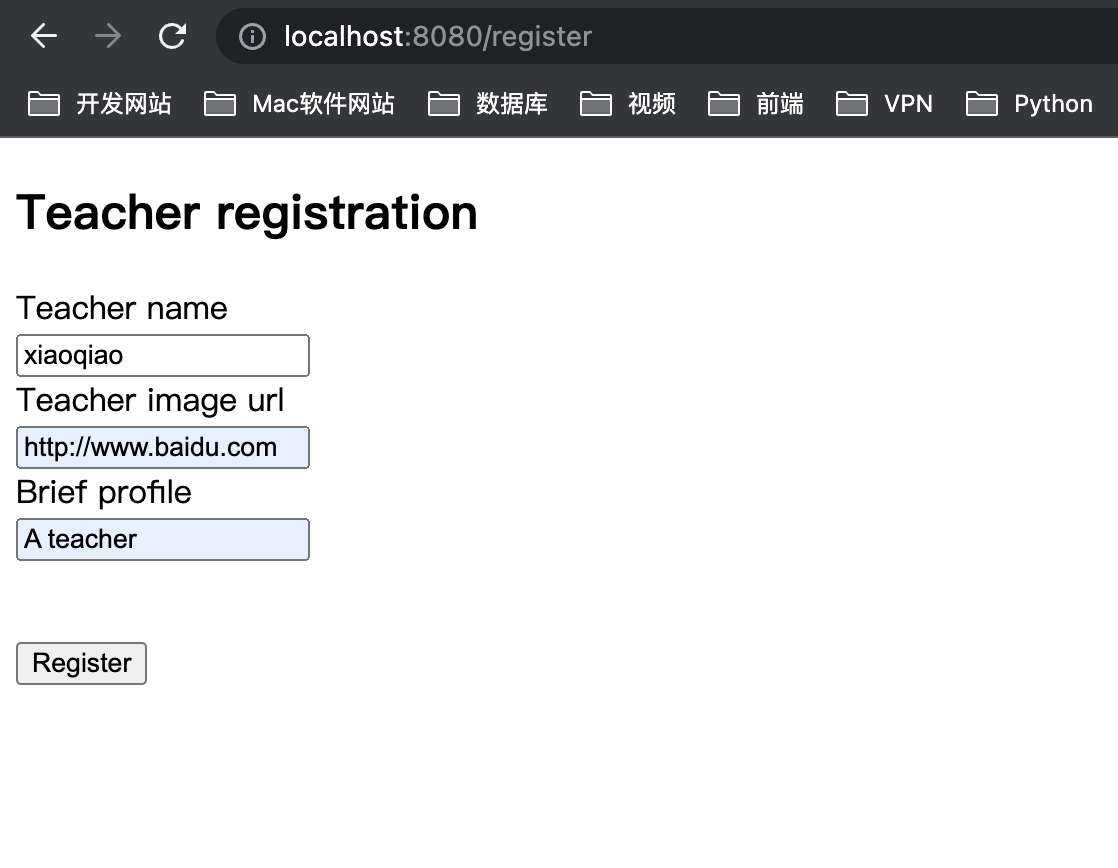 localhost:8080/register
开发网站 Mac软件网站 数据库 视频 前端 VPN Python
Teacher registration
Teacher name
xiaoqiao
Teacher image url
http://www.baidu.com
Brief profile
A teacher
Register